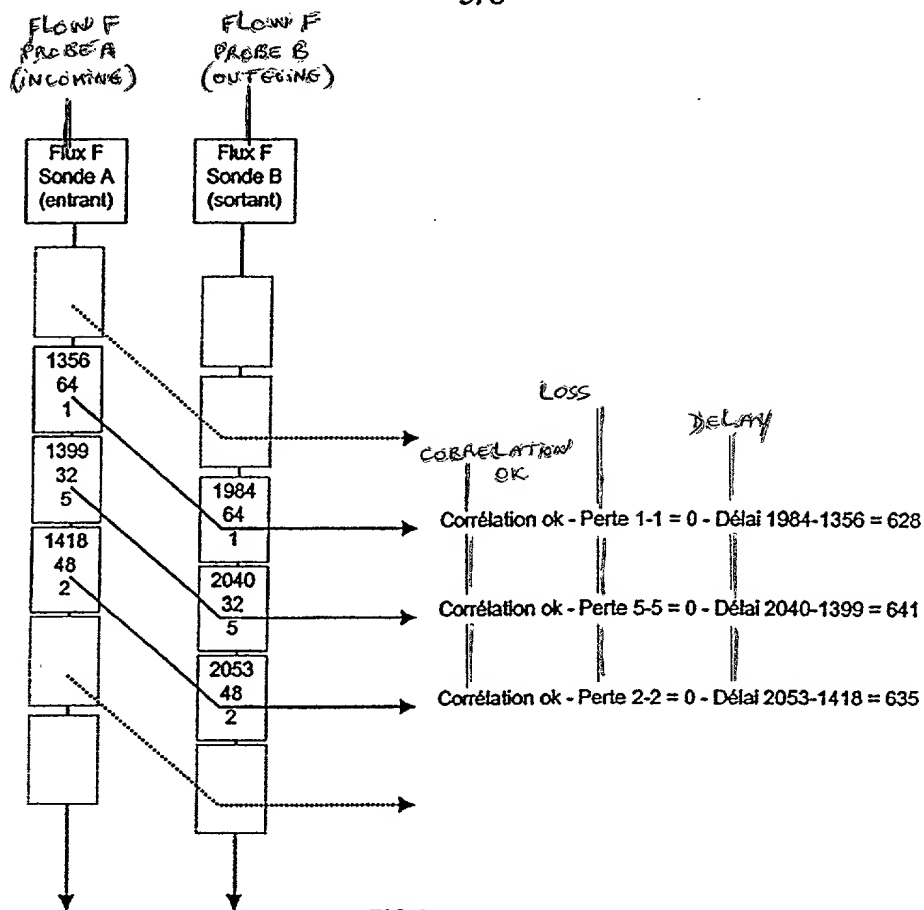 FLOW F
PROBE A
(INCOMING)
FLOW F
PROBE B
(OUTGOING)
Flux F
Sonde A
(entrant)
Flux F
Sonde B
(sortant)
1356
64
1
1399
32
5
1418
48
2
1984
64
1
2040
32
5
2053
48
2
LOSS
DELAY
CORRELATION
OK
Corrélation ok - Perte 1-1 = 0 - Délai 1984-1356 = 628
Corrélation ok - Perte 5-5 = 0 - Délai 2040-1399 = 641
Corrélation ok - Perte 2-2 = 0 - Délai 2053-1418 = 635